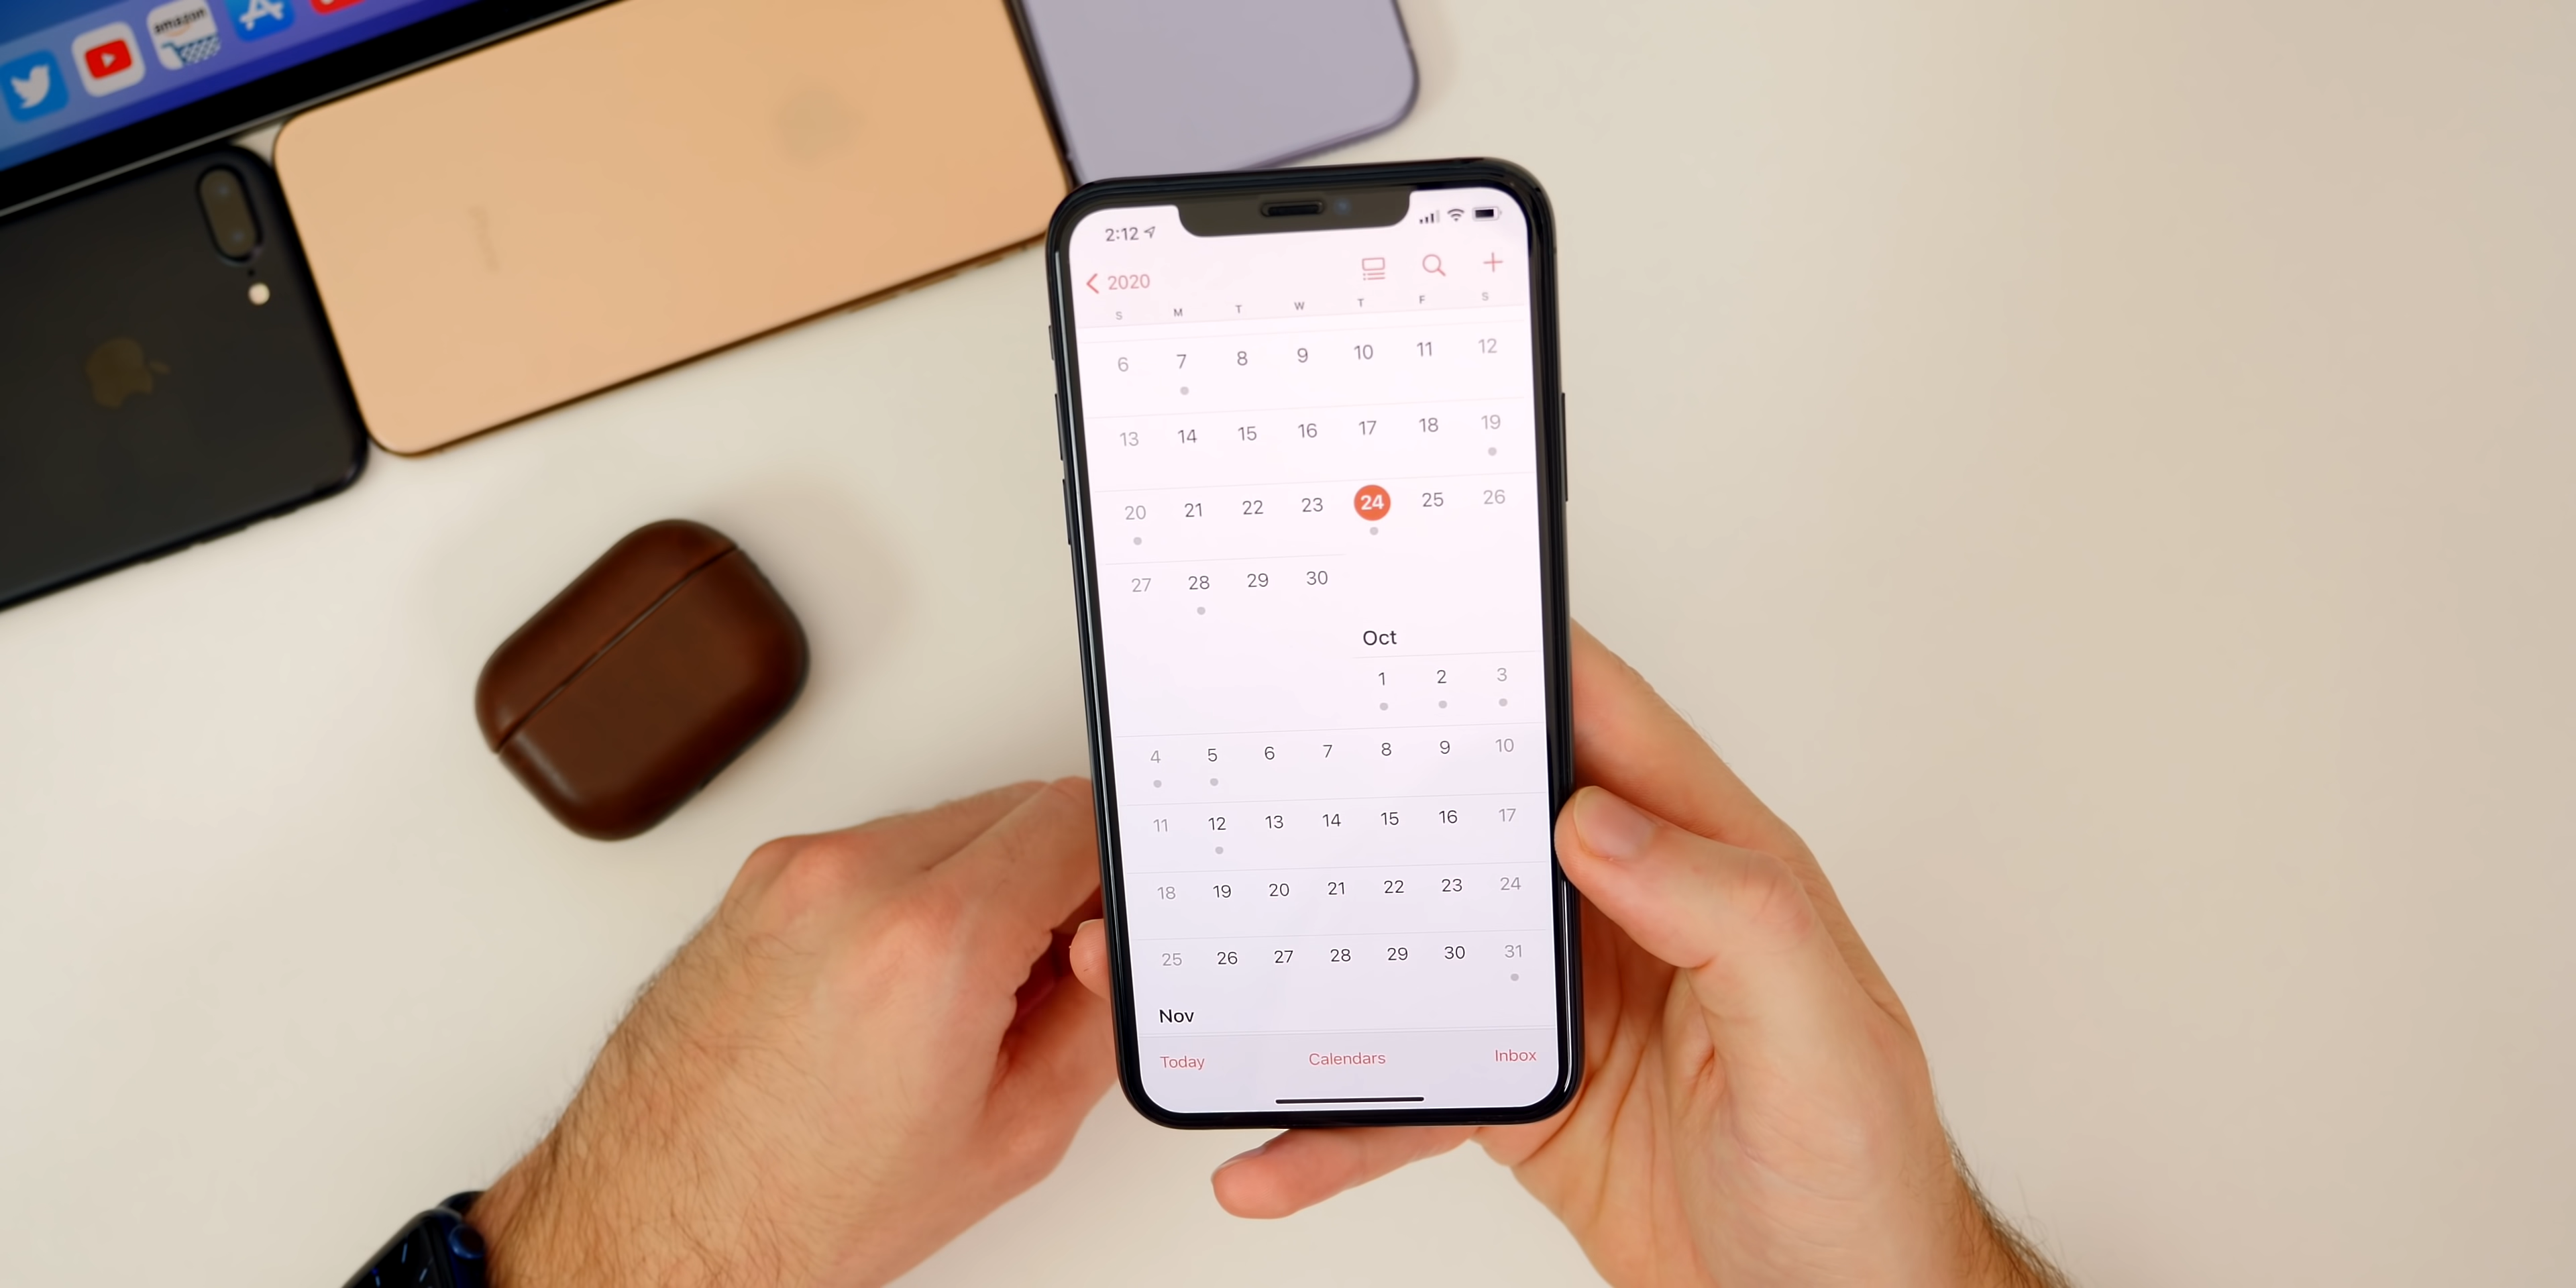 amazon
2:12
2020
S M T W T F S
6 7 8 9 10 11 12
13 14 15 16 17 18 19
20 21 22 23 24 25 26
27 28 29 30
Oct
1 2 3
4 5 6 7 8 9 10
11 12 13 14 15 16 17
18 19 20 21 22 23 24
25 26 27 28 29 30 31
Nov
Today Calendars Inbox